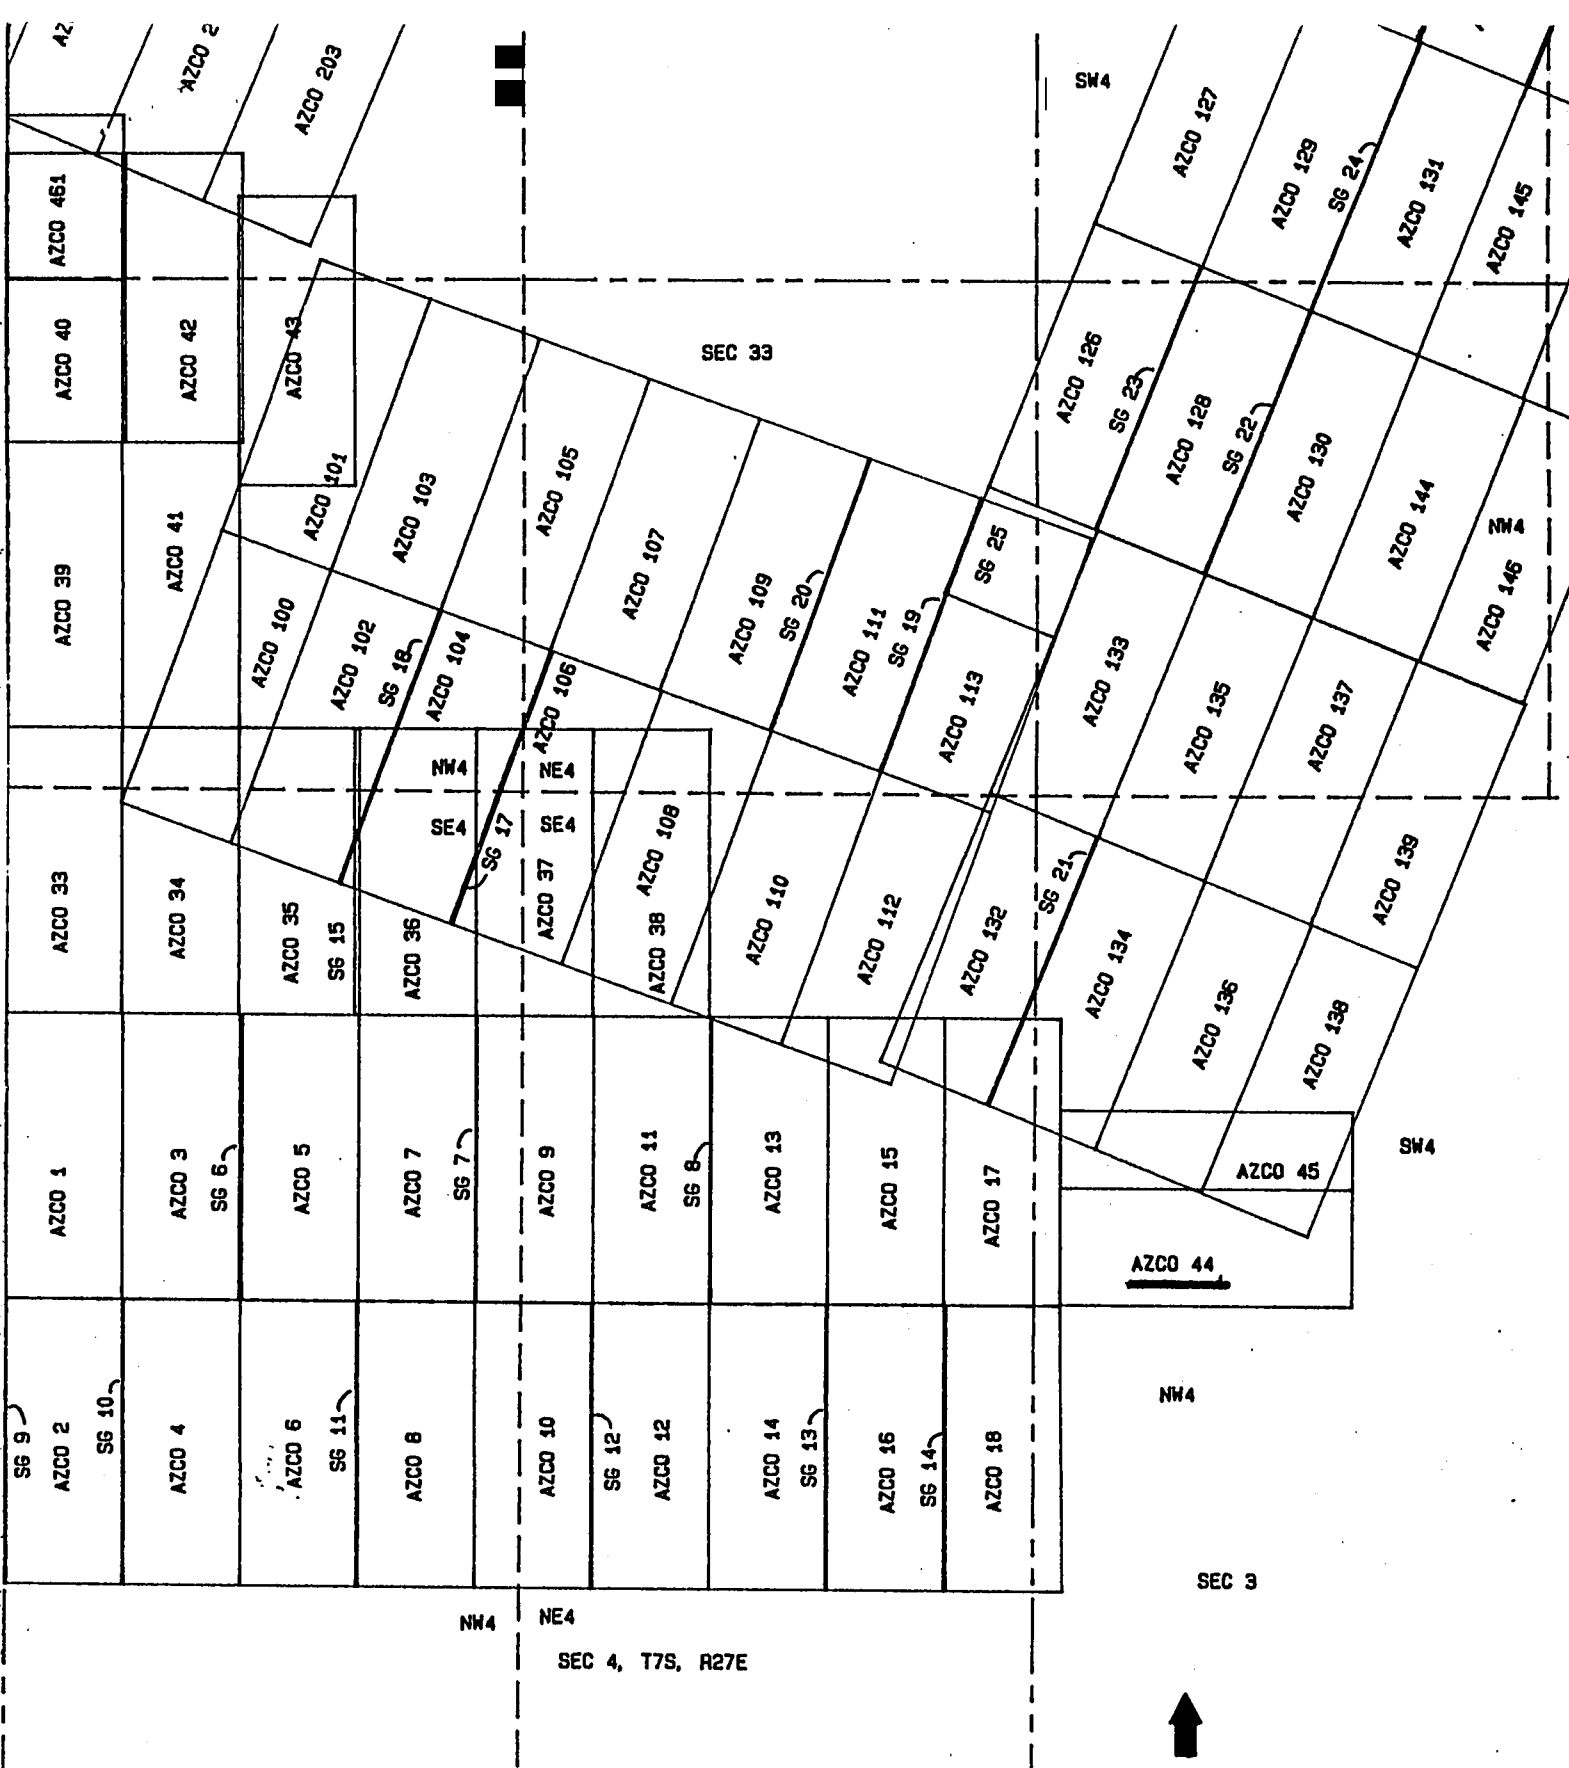 AZ
AZCO 2
AZCO 203
SW4
AZCO 127
AZCO 129
SG 24
AZCO 131
AZCO 145
AZCO 461
AZCO 40
AZCO 42
AZCO 43
SEC 33
AZCO 126
SG 23
AZCO 128
SG 22
AZCO 130
AZCO 144
NW4
AZCO 146
AZCO 39
AZCO 41
AZCO 101
AZCO 103
AZCO 105
AZCO 107
AZCO 109
SG 20
AZCO 111
SG 19
SG 25
AZCO 113
AZCO 133
AZCO 135
AZCO 137
AZCO 139
AZCO 100
AZCO 102
SG 18
AZCO 104
AZCO 106
NW4
NE4
SE4
SG 17
SE4
AZCO 108
AZCO 110
AZCO 112
AZCO 132
SG 21
AZCO 134
AZCO 136
AZCO 138
AZCO 33
AZCO 34
AZCO 35
SG 15
AZCO 36
AZCO 37
AZCO 38
AZCO 1
AZCO 3
SG 6
AZCO 5
AZCO 7
SG 7
AZCO 9
AZCO 11
SG 8
AZCO 13
AZCO 15
AZCO 17
AZCO 45
SW4
AZCO 44
NW4
SG 9
AZCO 2
SG 10
AZCO 4
AZCO 6
SG 11
AZCO 8
AZCO 10
SG 12
AZCO 12
AZCO 14
SG 13
AZCO 16
SG 14
AZCO 18
SEC 3
NW4
NE4
SEC 4, T7S, R27E